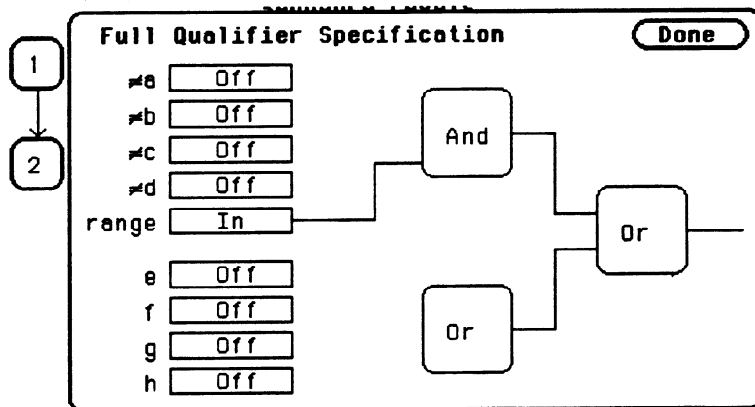 Full Qualifier Specification
Done
1
2
≠a Off
≠b Off
≠c Off
≠d Off
range In
e Off
f Off
g Off
h Off
And
Or
Or